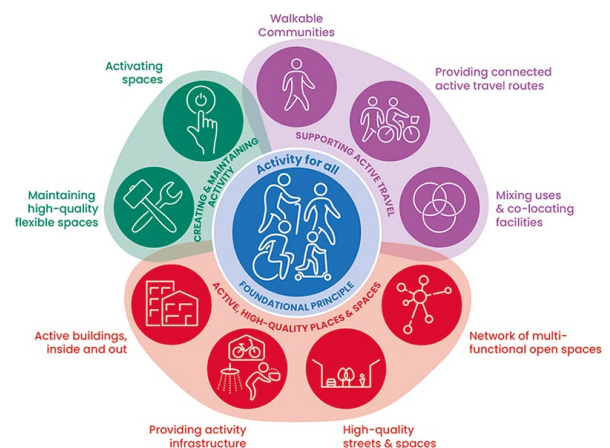 Walkable
Communities
Activating
spaces
Providing connected
active travel routes
SUPPORTING ACTIVE TRAVEL
CREATING & MAINTAINING
ACTIVITY
Activity for all
Maintaining
high-quality
flexible spaces
Mixing uses
& co-locating
facilities
FOUNDATIONAL PRINCIPLE
ACTIVE, HIGH-QUALITY PLACES & SPACES
Active buildings,
inside and out
Network of multi-
functional open spaces
Providing activity
infrastructure
High-quality
streets & spaces